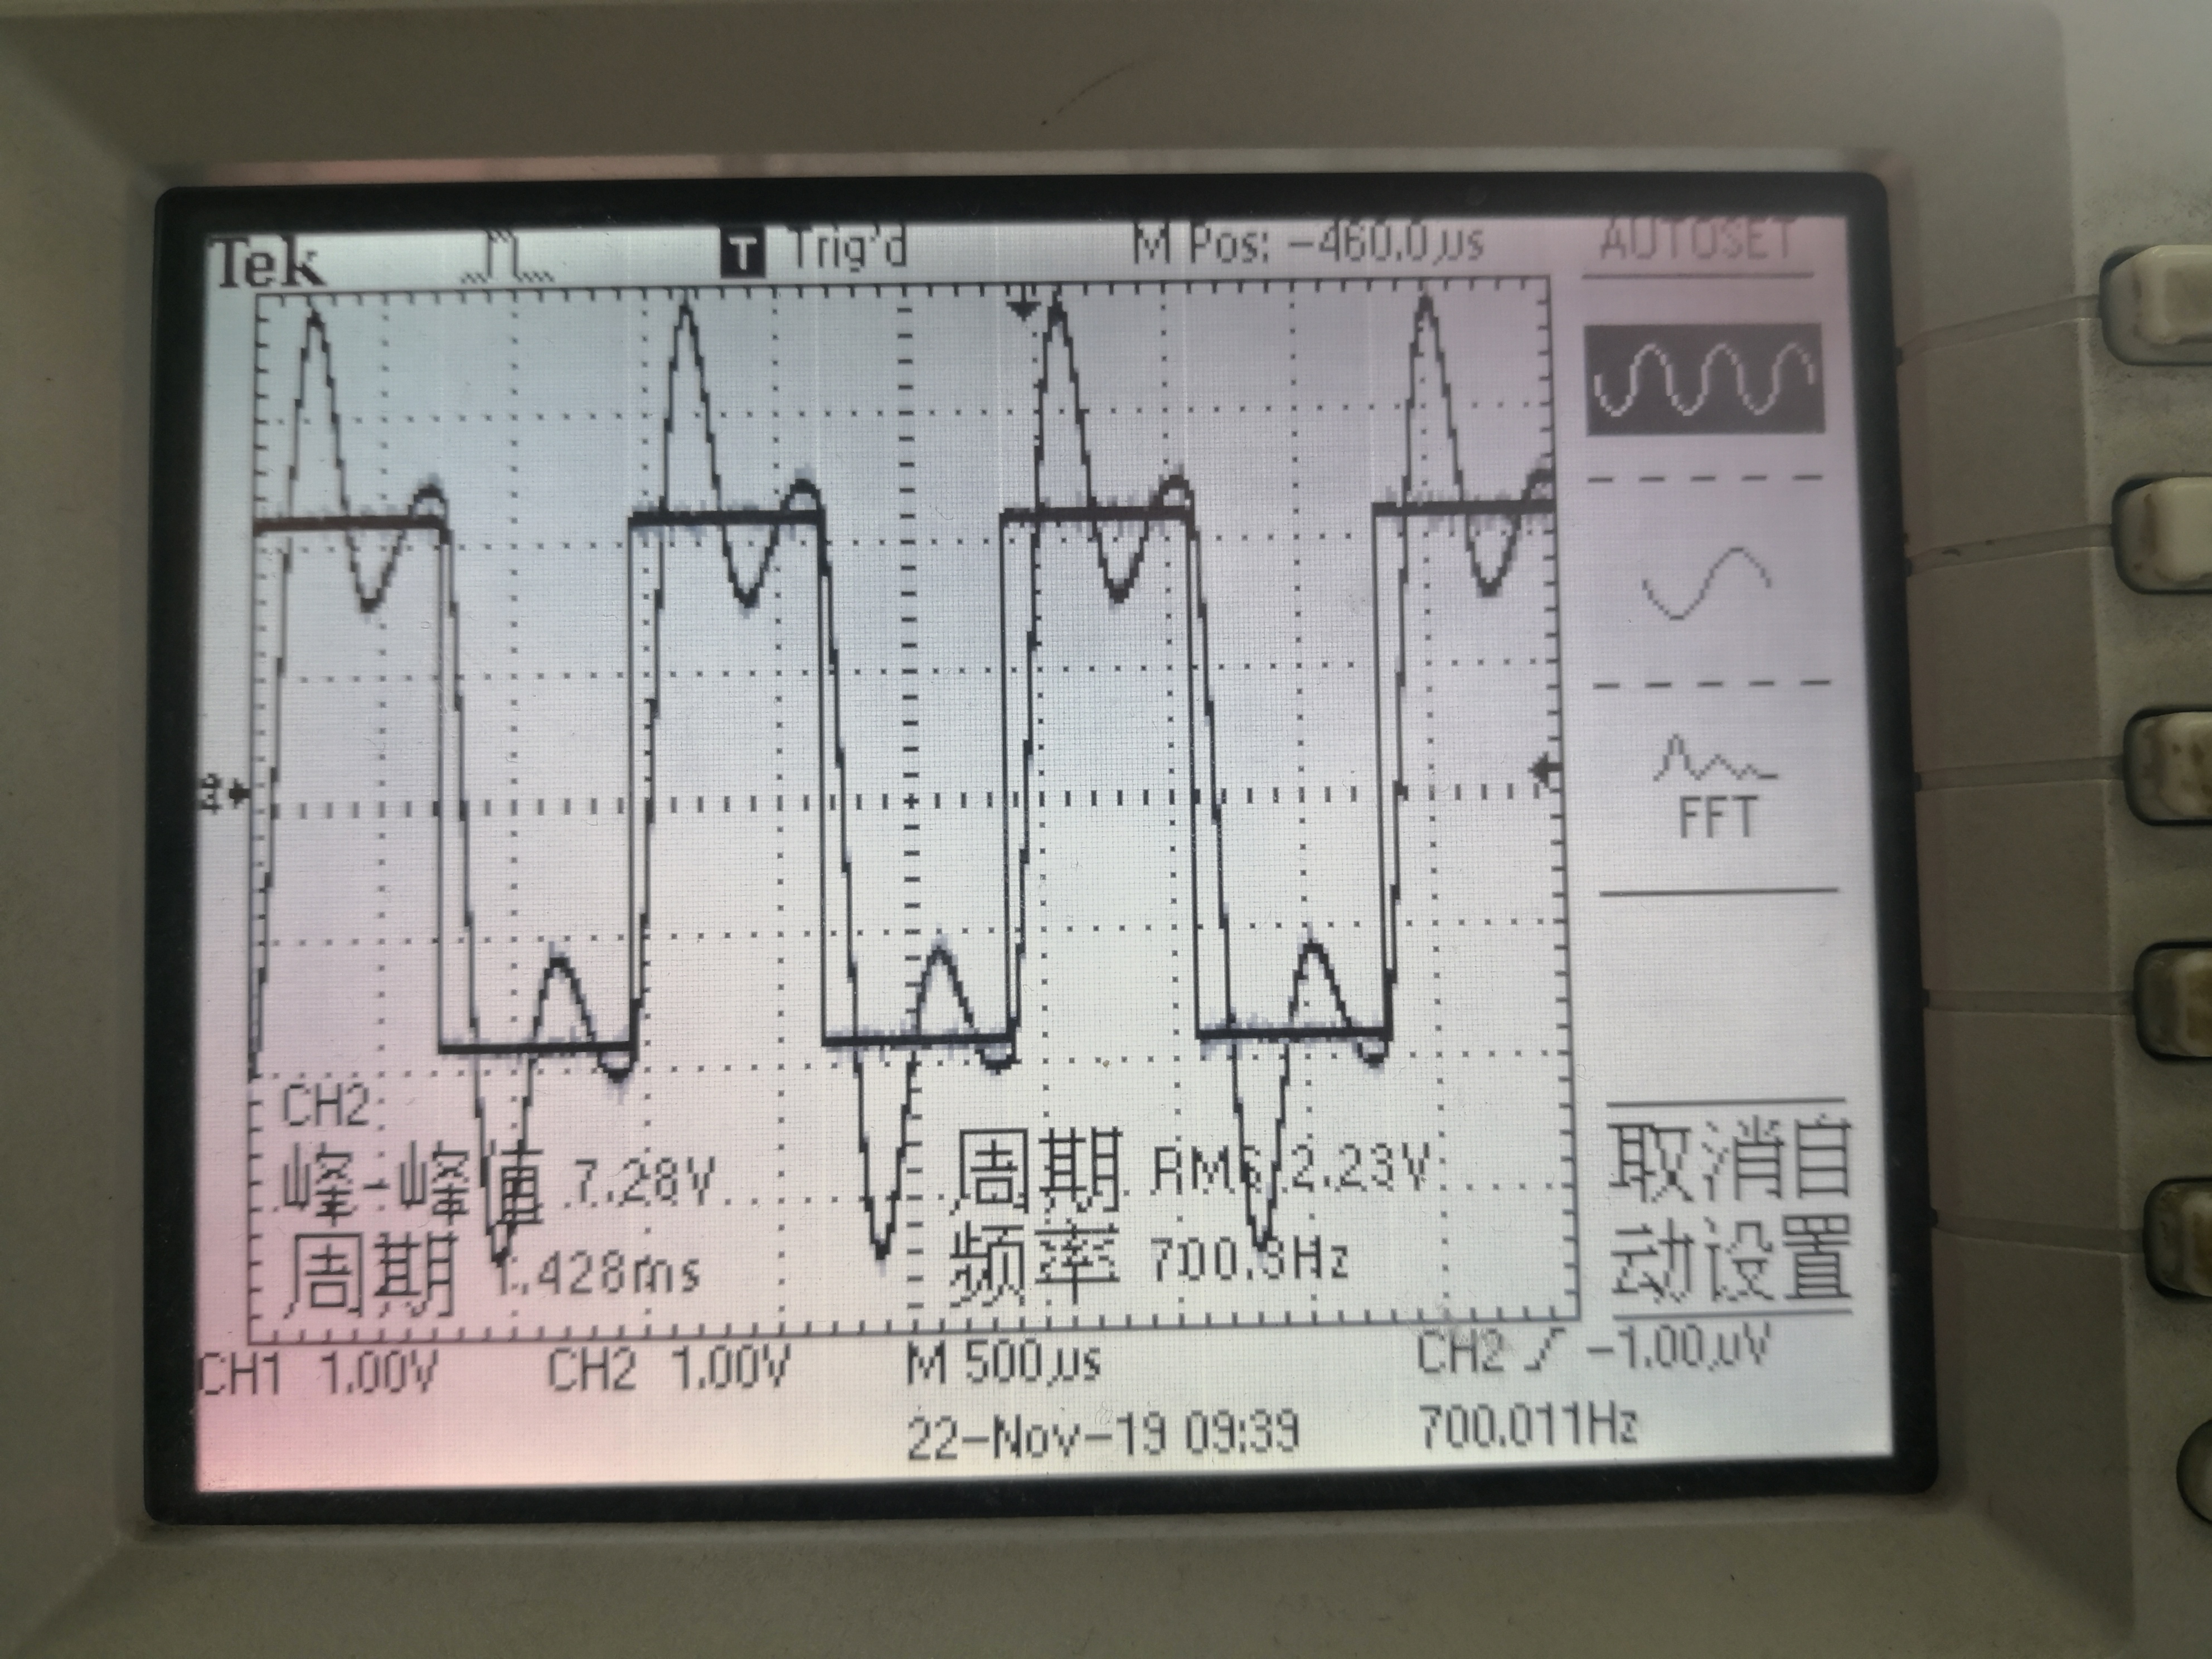 Tek T Trig'd M Pos: -460.0µs AUTOSET
FFT
CH2
峰-峰值 7.28V 周期 RMS 2.23V
周期 1.428ms 频率 700.3Hz
取消自
动设置
CH1 1.00V CH2 1.00V M 500µs CH2 -1.00µV
22-Nov-19 09:39 700.011Hz